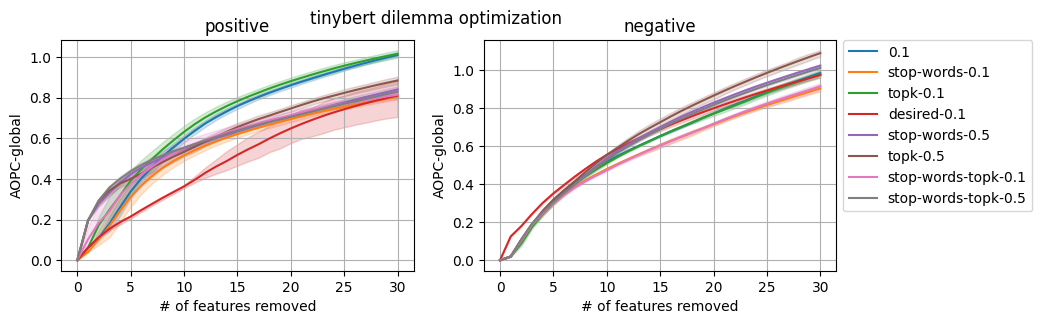 tinybert dilemma optimization
positive
1.0
0.8
0.6
0.4
0.2
0.0
AOPC-global
0 5 10 15 20 25 30
# of features removed
negative
1.0
0.8
0.6
0.4
0.2
0.0
AOPC-global
0 5 10 15 20 25 30
# of features removed
0.1
stop-words-0.1
topk-0.1
desired-0.1
stop-words-0.5
topk-0.5
stop-words-topk-0.1
stop-words-topk-0.5